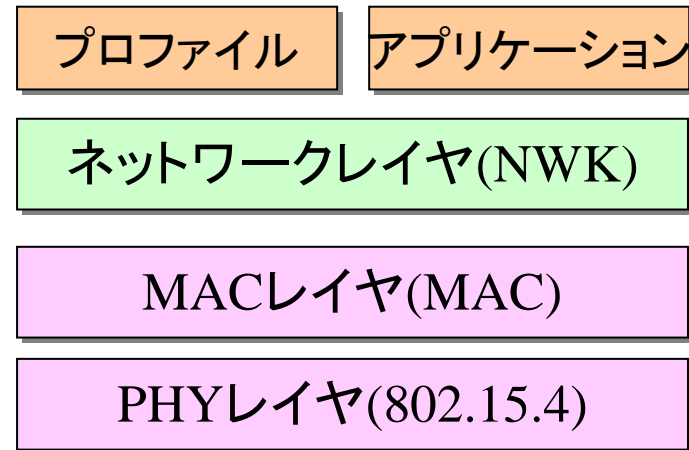 プロファイル
アプリケーション
ネットワークレイヤ(NWK)
MACレイヤ(MAC)
PHYレイヤ(802.15.4)